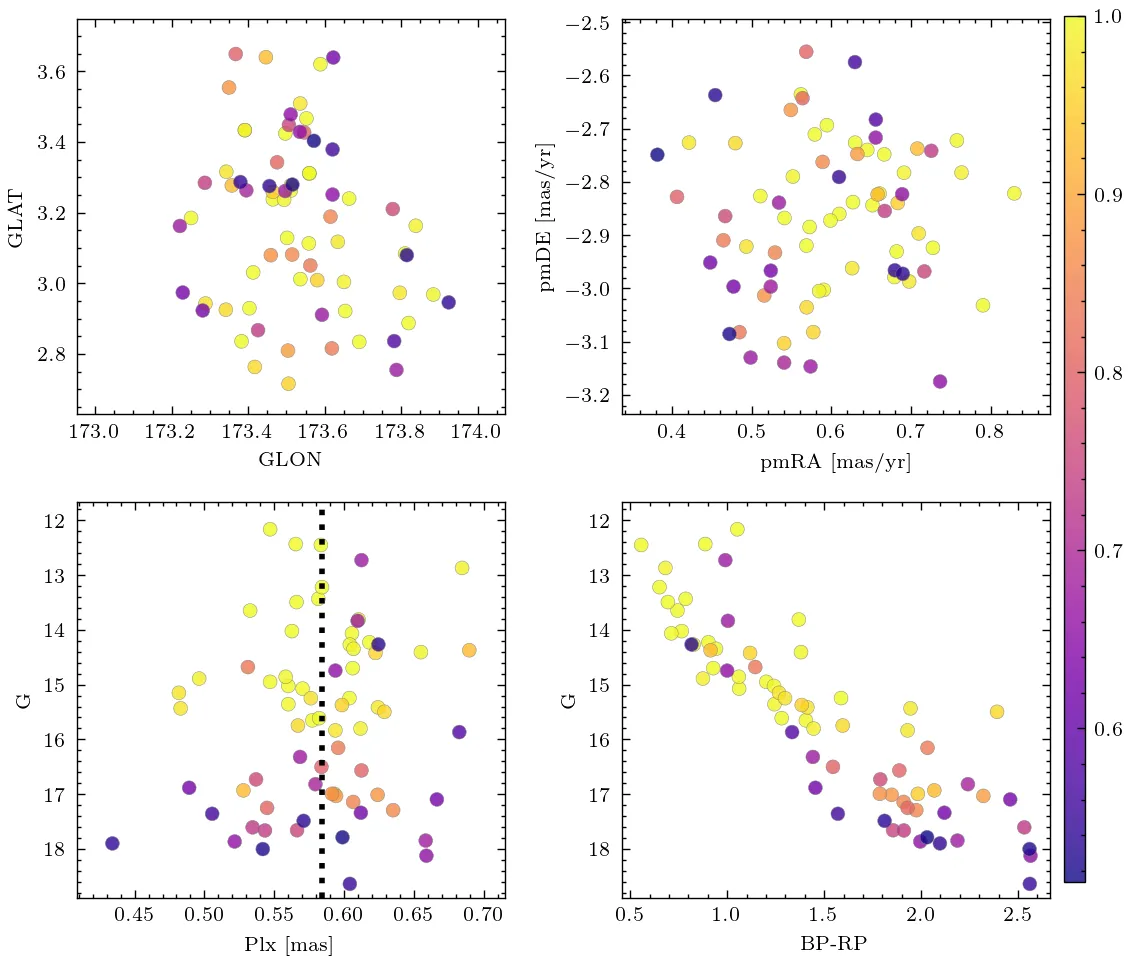 3.6
3.4
3.2
3.0
2.8
GLAT
173.0 173.2 173.4 173.6 173.8 174.0
GLON
−2.5
−2.6
−2.7
−2.8
−2.9
−3.0
−3.1
−3.2
pmDE [mas/yr]
0.4 0.5 0.6 0.7 0.8
pmRA [mas/yr]
12
13
14
15
16
17
18
G
0.45 0.50 0.55 0.60 0.65 0.70
Plx [mas]
12
13
14
15
16
17
18
G
0.5 1.0 1.5 2.0 2.5
BP-RP
1.0
0.9
0.8
0.7
0.6